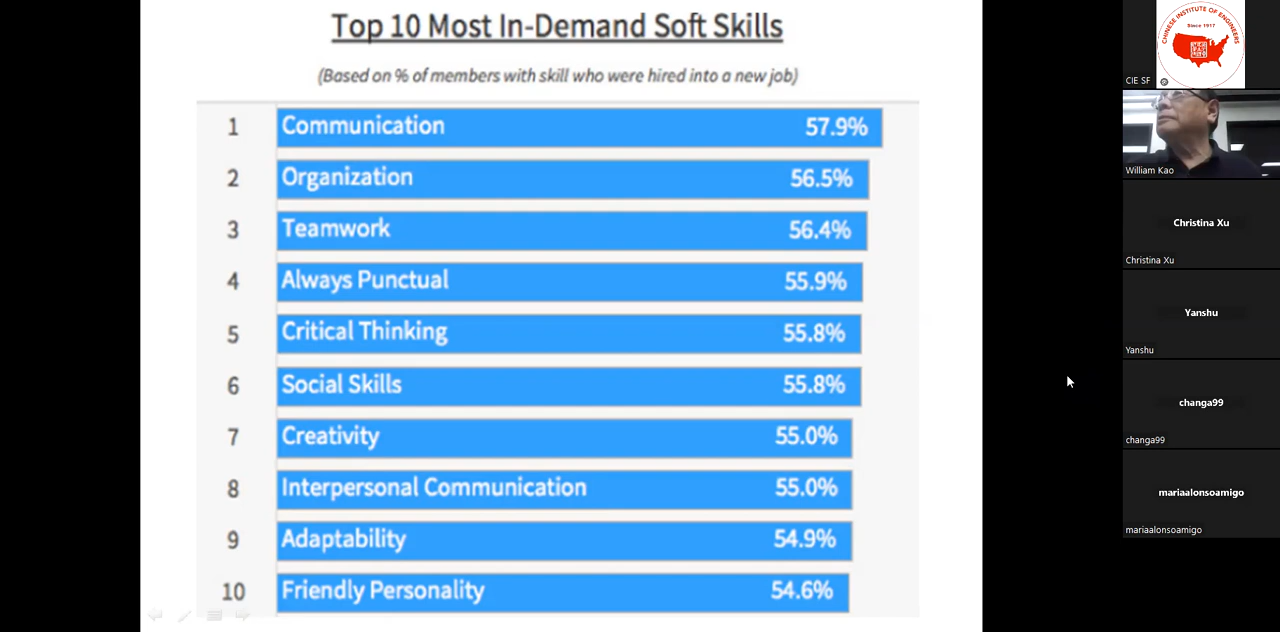 Top 10 Most In-Demand Soft Skills
(Based on % of members with skill who were hired into a new job)
1 Communication 57.9%
2 Organization 56.5%
3 Teamwork 56.4%
4 Always Punctual 55.9%
5 Critical Thinking 55.8%
6 Social Skills 55.8%
7 Creativity 55.0%
8 Interpersonal Communication 55.0%
9 Adaptability 54.9%
10 Friendly Personality 54.6%
CHINESE INSTITUTE OF ENGINEERS
Since 1917
CIE SF
William Kao
Christina Xu
Christina Xu
Yanshu
Yanshu
changa99
changa99
mariaalonsoamigo
mariaalonsoamigo